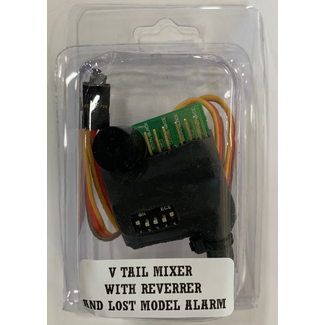 V TAIL MIXER
WITH REVERRER
AND LOST MODEL ALARM